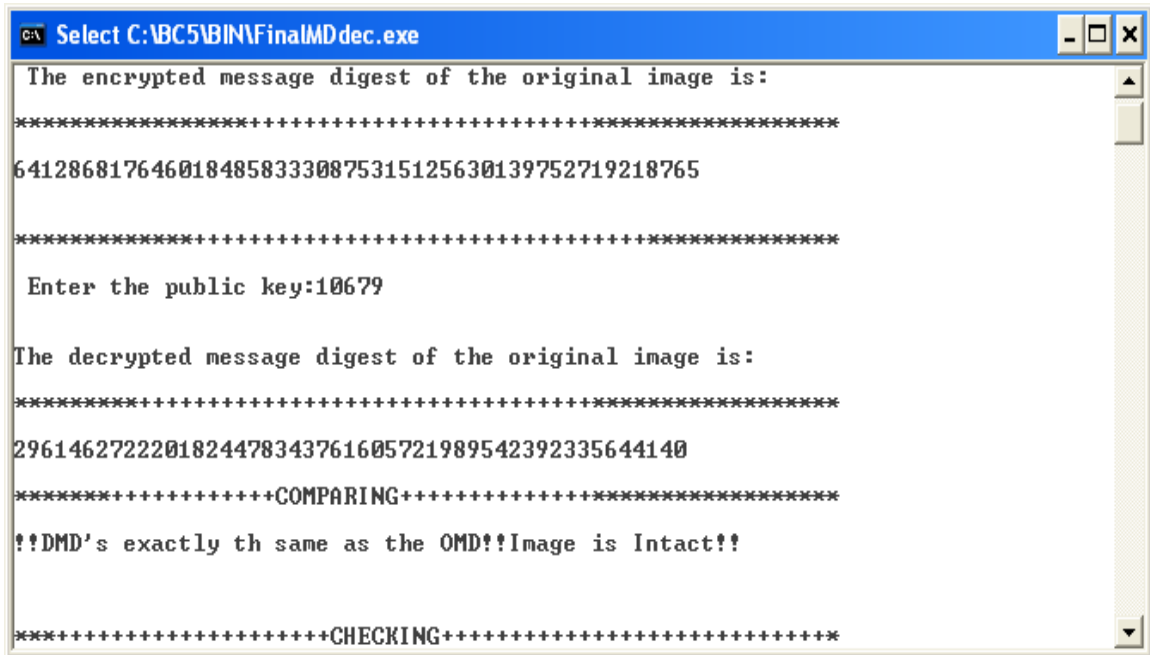 Select C:\BC5\BIN\FinalMDdec.exe
The encrypted message digest of the original image is:
*****************+++++++++++++++++++++++++******************
64128681764601848583330875315125630139752719218765
*************+++++++++++++++++++++++++++++++++**************
Enter the public key:10679
The decrypted message digest of the original image is:
*********+++++++++++++++++++++++++++++++++******************
2961462722201824478343761605721989542392335644140
*******++++++++++++COMPARING++++++++++++++******************
!!DMD's exactly th same as the OMD!!Image is Intact!!
***++++++++++++++++++++CHECKING++++++++++++++++++++++++++++*